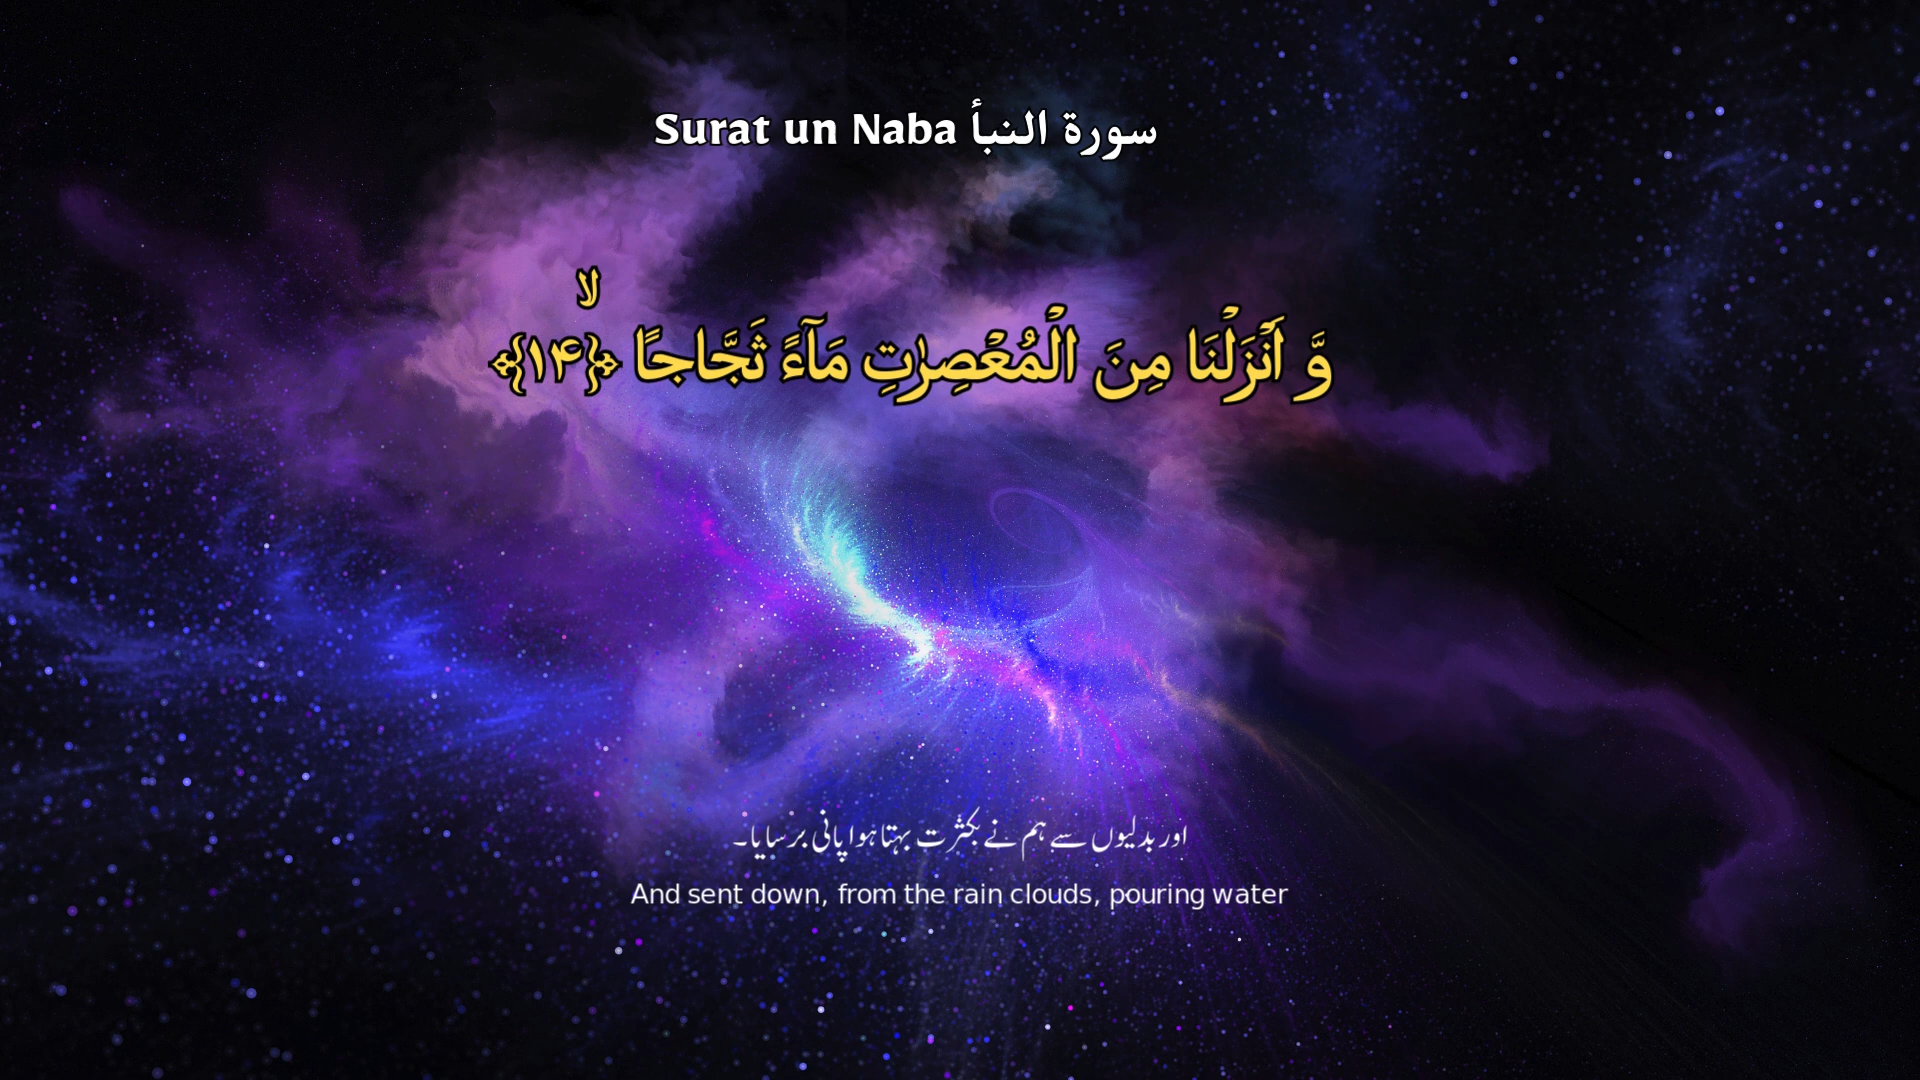 Surat un Naba سورة النبأ
وَّ اَنۡزَلۡنَا مِنَ الۡمُعۡصِرٰتِ مَآءً ثَجَّاجًا ﴿ۙ۱۴﴾
اور بدلیوں سے ہم نے بکثرت بہتا ہوا پانی برسایا۔
And sent down, from the rain clouds, pouring water